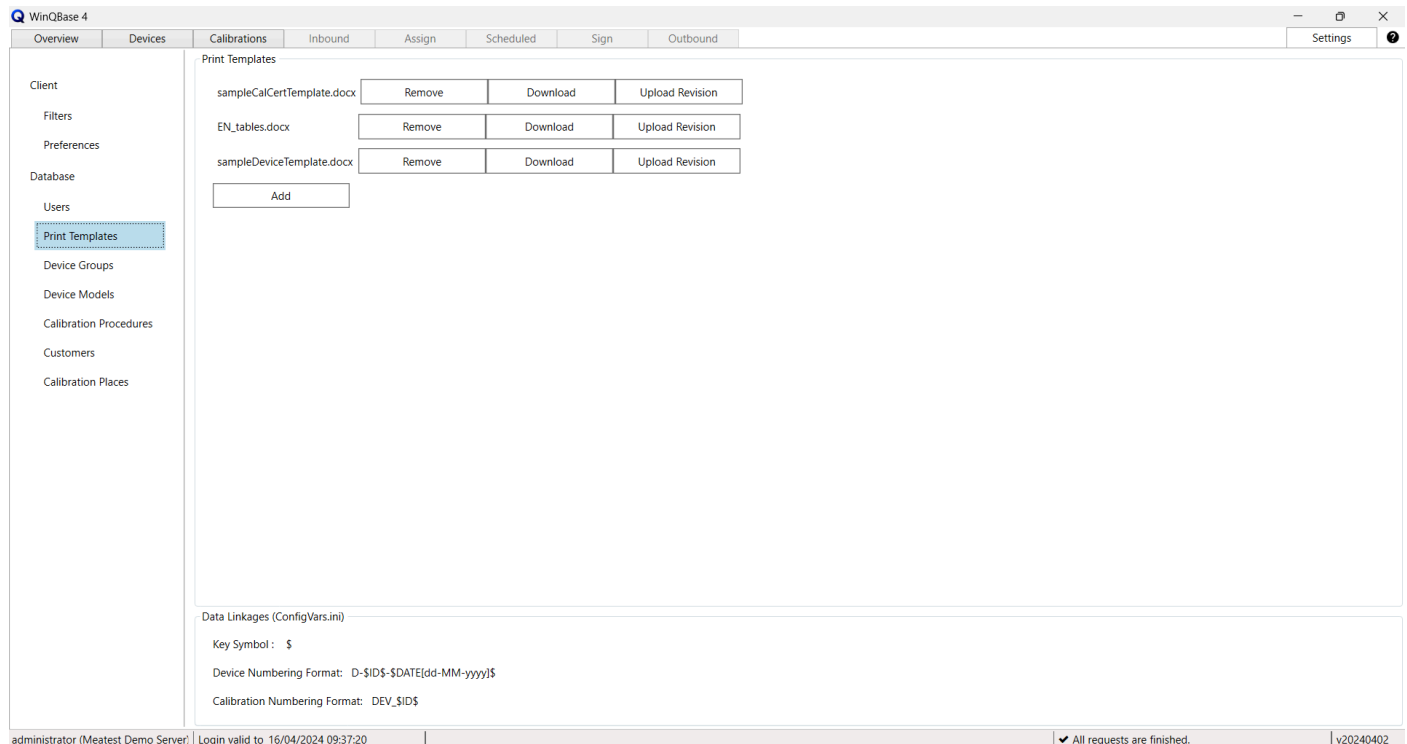 WinQBase 4
Overview Devices Calibrations Inbound Assign Scheduled Sign Outbound Settings ?
Client
Filters
Preferences
Database
Users
Print Templates
Device Groups
Device Models
Calibration Procedures
Customers
Calibration Places
Print Templates
sampleCalCertTemplate.docx Remove Download Upload Revision
EN_tables.docx Remove Download Upload Revision
sampleDeviceTemplate.docx Remove Download Upload Revision
Add
Data Linkages (ConfigVars.ini)
Key Symbol : $
Device Numbering Format: D-$ID$-$DATE[dd-MM-yyyy]$
Calibration Numbering Format: DEV_$ID$
administrator (Meatest Demo Server) Login valid to 16/04/2024 09:37:20 ✔ All requests are finished. v20240402